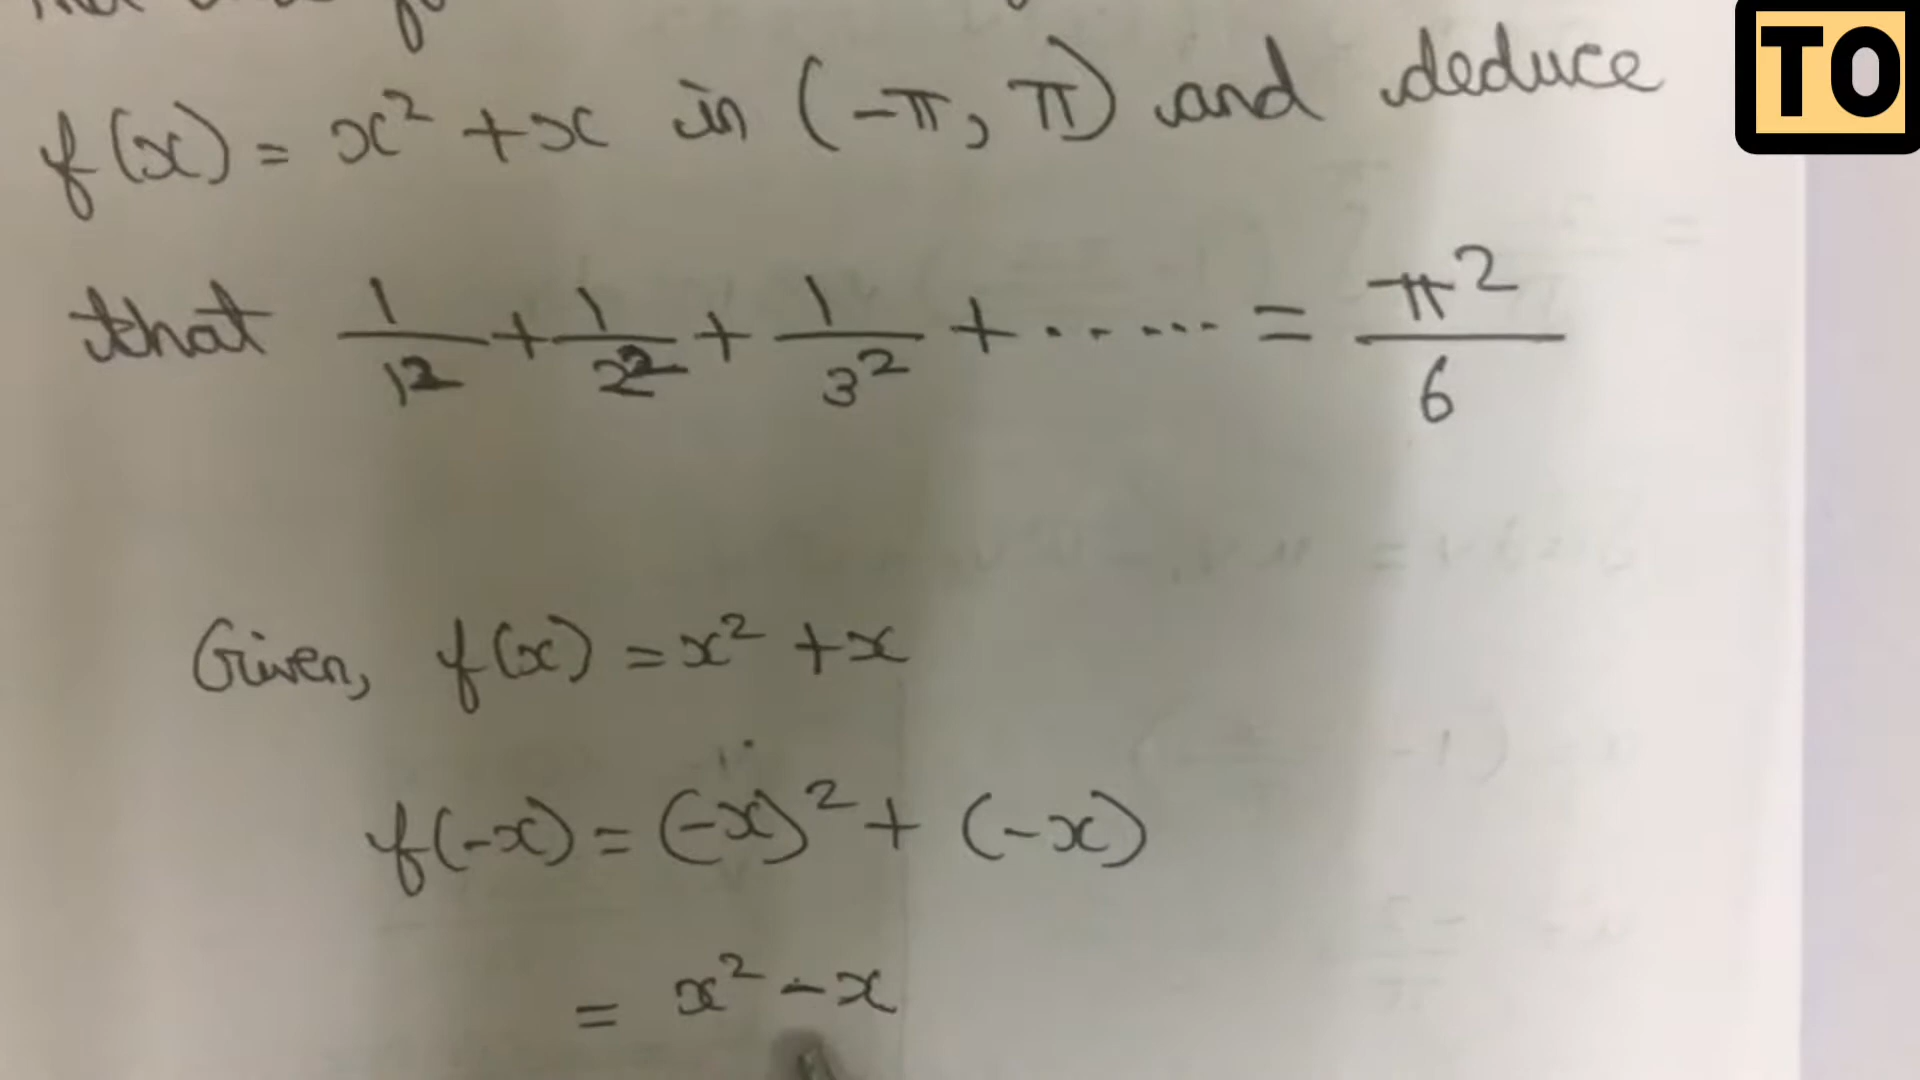 f(x) = x² + x in (-π, π) and deduce
that 1/1² + 1/2² + 1/3² + ...... = π²/6
Given, f(x) = x² + x
f(-x) = (-x)² + (-x)
= x² - x
TO